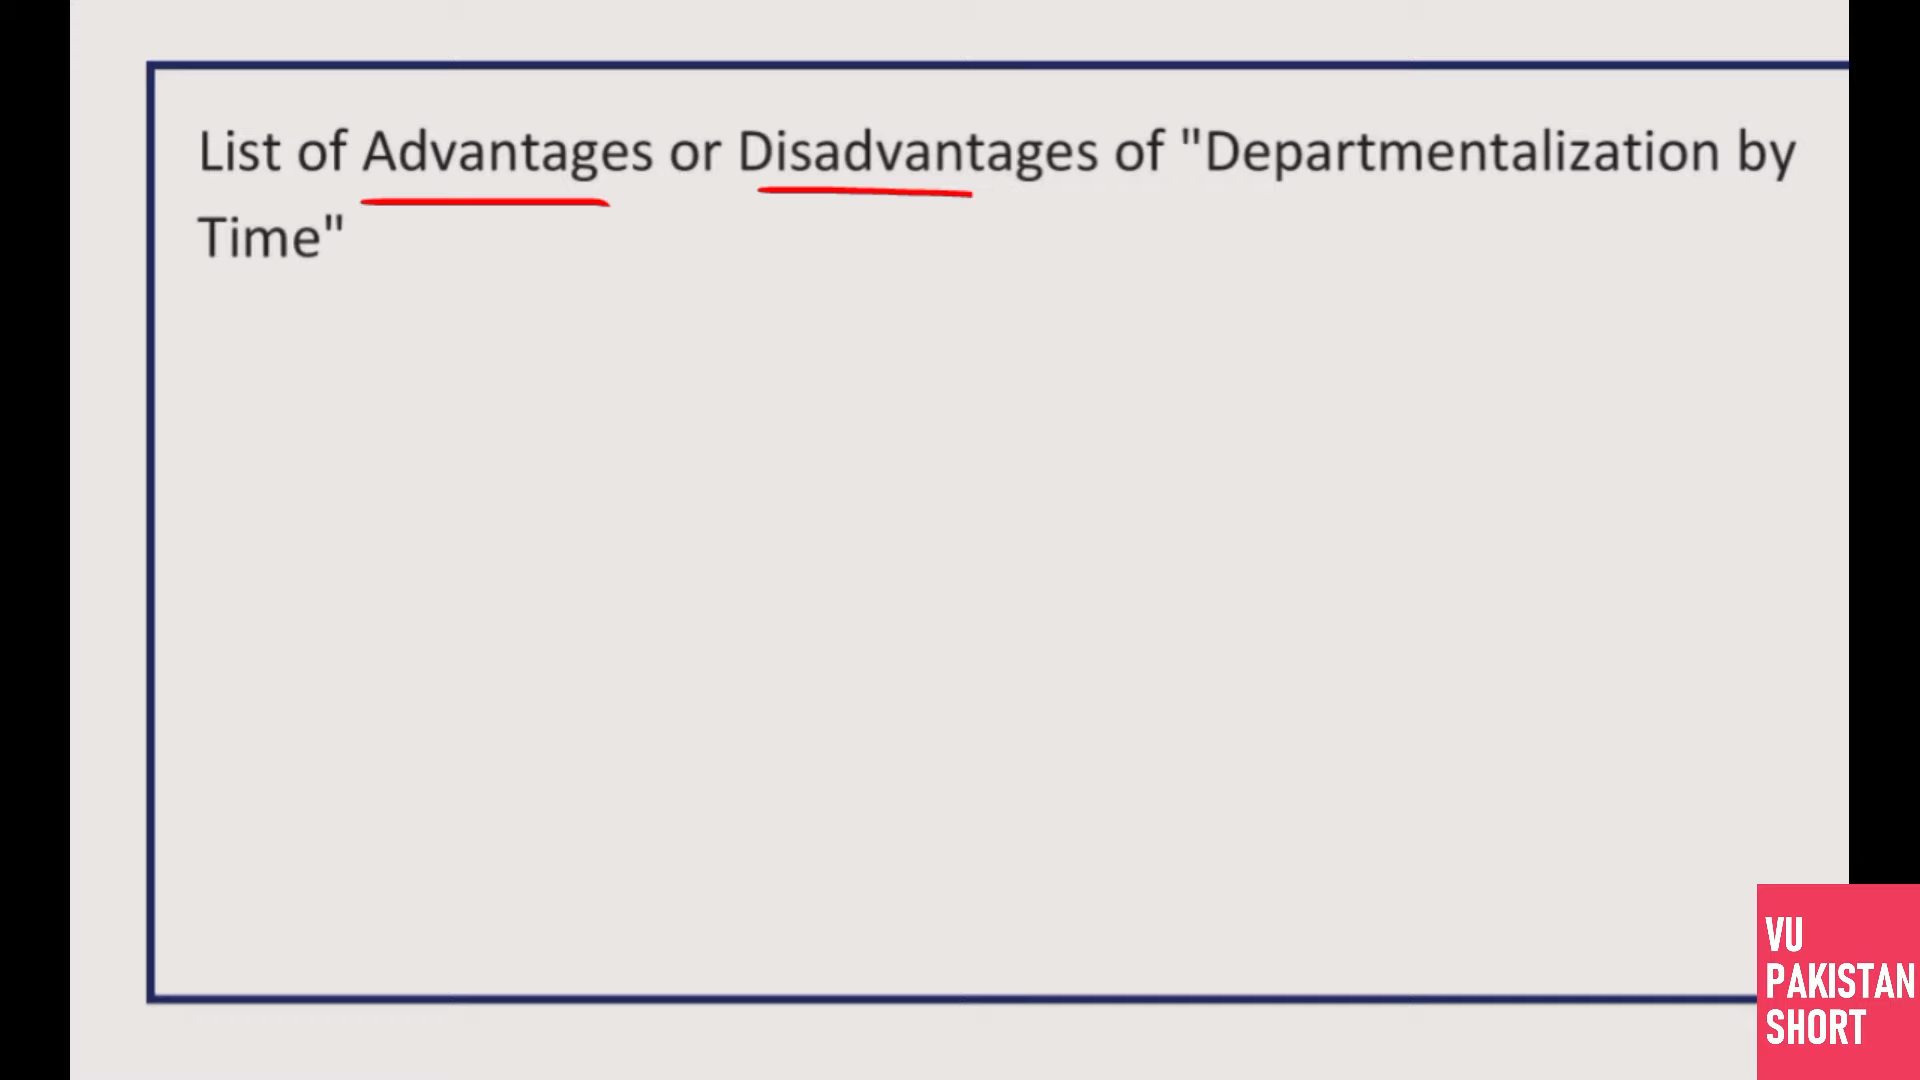 List of Advantages or Disadvantages of "Departmentalization by
Time"
VU
PAKISTAN
SHORT